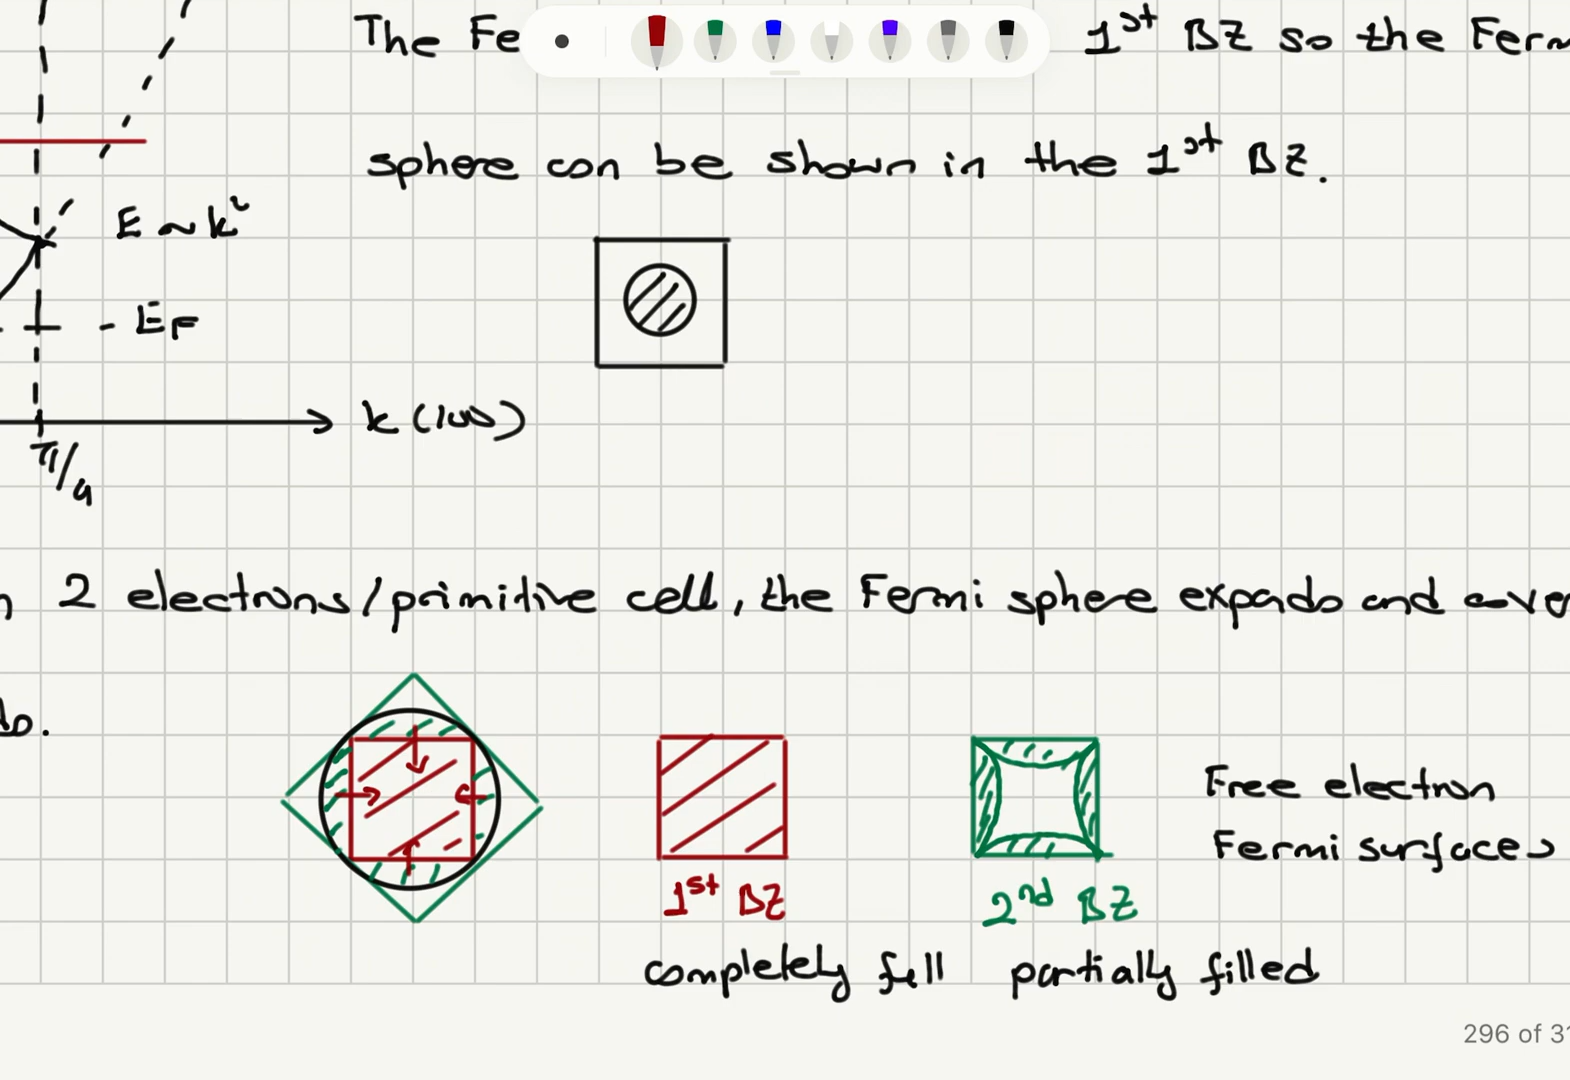 The Fe 1st BZ so the Ferm
sphere can be shown in the 1st BZ.
E ~ k²
- EF
k (100)
π/a
2 electrons/primitive cell, the Fermi sphere expands and cover
Free electron
Fermi surfaces
1st BZ
2nd BZ
completely full partially filled
296 of 31